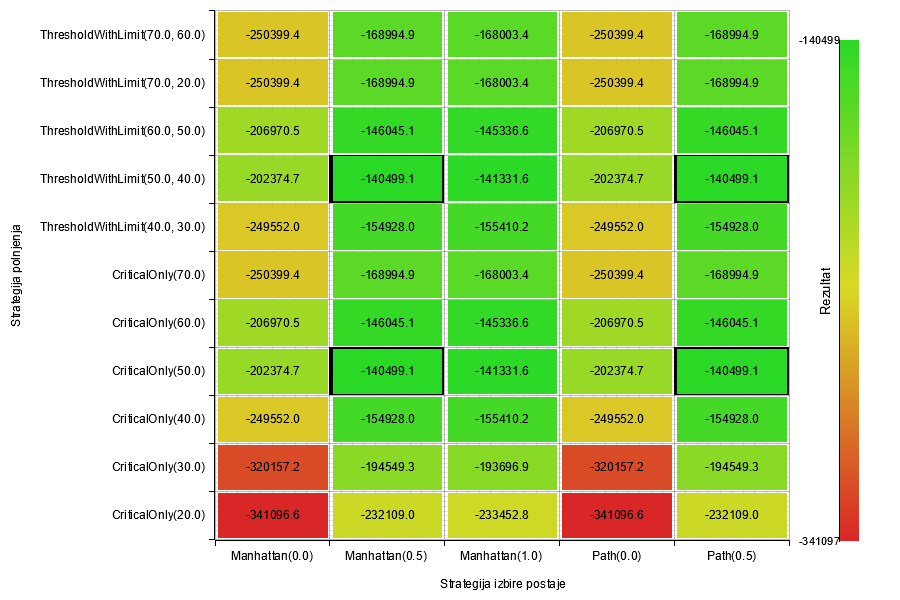 ThresholdWithLimit(70.0, 60.0) -250399.4 -168994.9 -168003.4 -250399.4 -168994.9
ThresholdWithLimit(70.0, 20.0) -250399.4 -168994.9 -168003.4 -250399.4 -168994.9
ThresholdWithLimit(60.0, 50.0) -206970.5 -146045.1 -145336.6 -206970.5 -146045.1
ThresholdWithLimit(50.0, 40.0) -202374.7 -140499.1 -141331.6 -202374.7 -140499.1
ThresholdWithLimit(40.0, 30.0) -249552.0 -154928.0 -155410.2 -249552.0 -154928.0
CriticalOnly(70.0) -250399.4 -168994.9 -168003.4 -250399.4 -168994.9
CriticalOnly(60.0) -206970.5 -146045.1 -145336.6 -206970.5 -146045.1
CriticalOnly(50.0) -202374.7 -140499.1 -141331.6 -202374.7 -140499.1
CriticalOnly(40.0) -249552.0 -154928.0 -155410.2 -249552.0 -154928.0
CriticalOnly(30.0) -320157.2 -194549.3 -193696.9 -320157.2 -194549.3
CriticalOnly(20.0) -341096.6 -232109.0 -233452.8 -341096.6 -232109.0
Manhattan(0.0) Manhattan(0.5) Manhattan(1.0) Path(0.0) Path(0.5)
Strategija izbire postaje
Strategija polnjenja
-140499
Rezultat
-341097